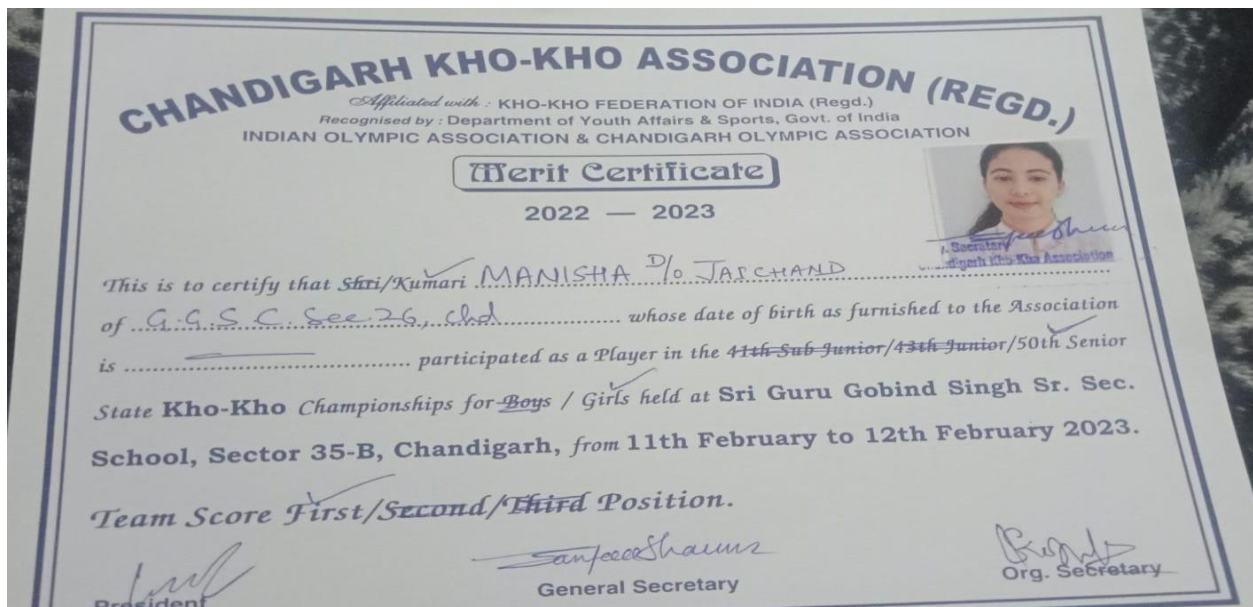 CHANDIGARH KHO-KHO ASSOCIATION (REGD.)
Affiliated with : KHO-KHO FEDERATION OF INDIA (Regd.)
Recognised by : Department of Youth Affairs & Sports, Govt. of India
INDIAN OLYMPIC ASSOCIATION & CHANDIGARH OLYMPIC ASSOCIATION
Merit Certificate
2022 — 2023
Secretary
Chandigarh Kho-Kho Association
This is to certify that Shri/Kumari MANISHA D/o JAICHAND
of G.G.S.C. Sec 26, Chd whose date of birth as furnished to the Association
is participated as a Player in the 41th Sub Junior/43th Junior/50th Senior
State Kho-Kho Championships for Boys / Girls held at Sri Guru Gobind Singh Sr. Sec.
School, Sector 35-B, Chandigarh, from 11th February to 12th February 2023.
Team Score First/Second/Third Position.
President
General Secretary
Org. Secretary